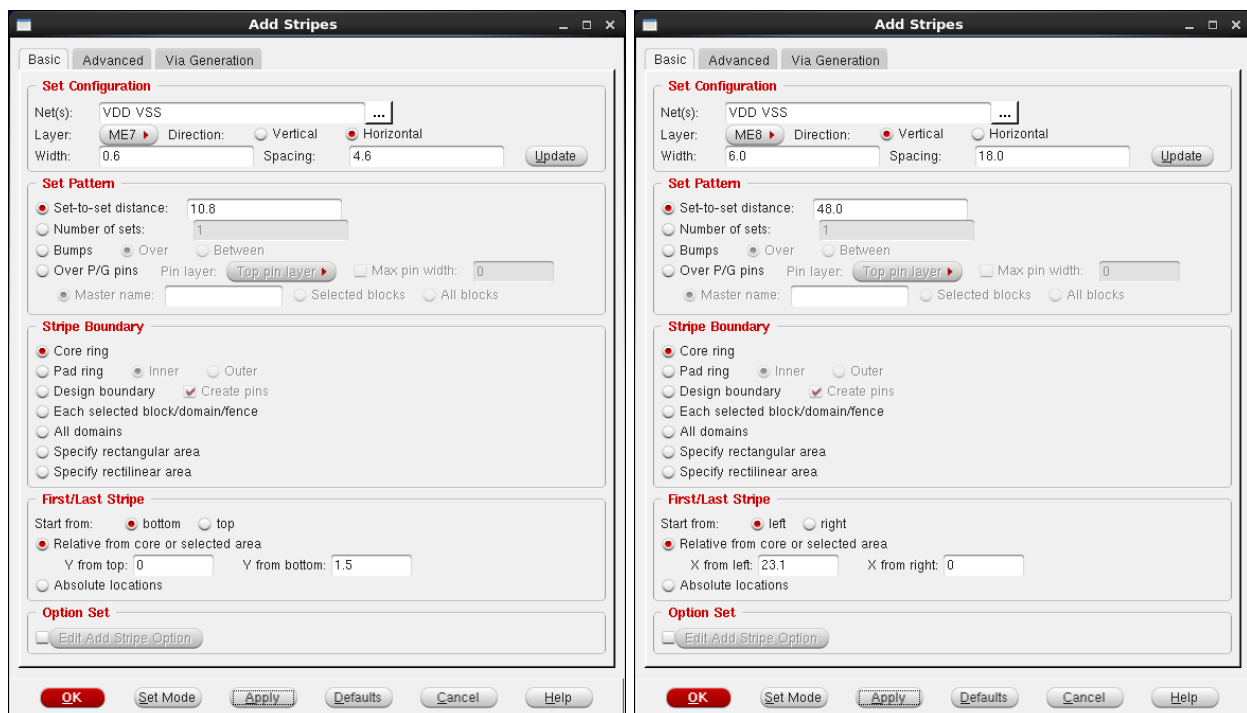 Add Stripes
Basic Advanced Via Generation
Set Configuration
Net(s): VDD VSS ...
Layer: ME7 Direction: Vertical Horizontal
Width: 0.6 Spacing: 4.6 Update
Set Pattern
Set-to-set distance: 10.8
Number of sets: 1
Bumps Over Between
Over P/G pins Pin layer: Top pin layer Max pin width: 0
Master name: Selected blocks All blocks
Stripe Boundary
Core ring
Pad ring Inner Outer
Design boundary Create pins
Each selected block/domain/fence
All domains
Specify rectangular area
Specify rectilinear area
First/Last Stripe
Start from: bottom top
Relative from core or selected area
Y from top: 0 Y from bottom: 1.5
Absolute locations
Option Set
Edit Add Stripe Option
OK Set Mode Apply Defaults Cancel Help
Add Stripes
Basic Advanced Via Generation
Set Configuration
Net(s): VDD VSS ...
Layer: ME8 Direction: Vertical Horizontal
Width: 6.0 Spacing: 18.0 Update
Set Pattern
Set-to-set distance: 48.0
Number of sets: 1
Bumps Over Between
Over P/G pins Pin layer: Top pin layer Max pin width: 0
Master name: Selected blocks All blocks
Stripe Boundary
Core ring
Pad ring Inner Outer
Design boundary Create pins
Each selected block/domain/fence
All domains
Specify rectangular area
Specify rectilinear area
First/Last Stripe
Start from: left right
Relative from core or selected area
X from left: 23.1 X from right: 0
Absolute locations
Option Set
Edit Add Stripe Option
OK Set Mode Apply Defaults Cancel Help